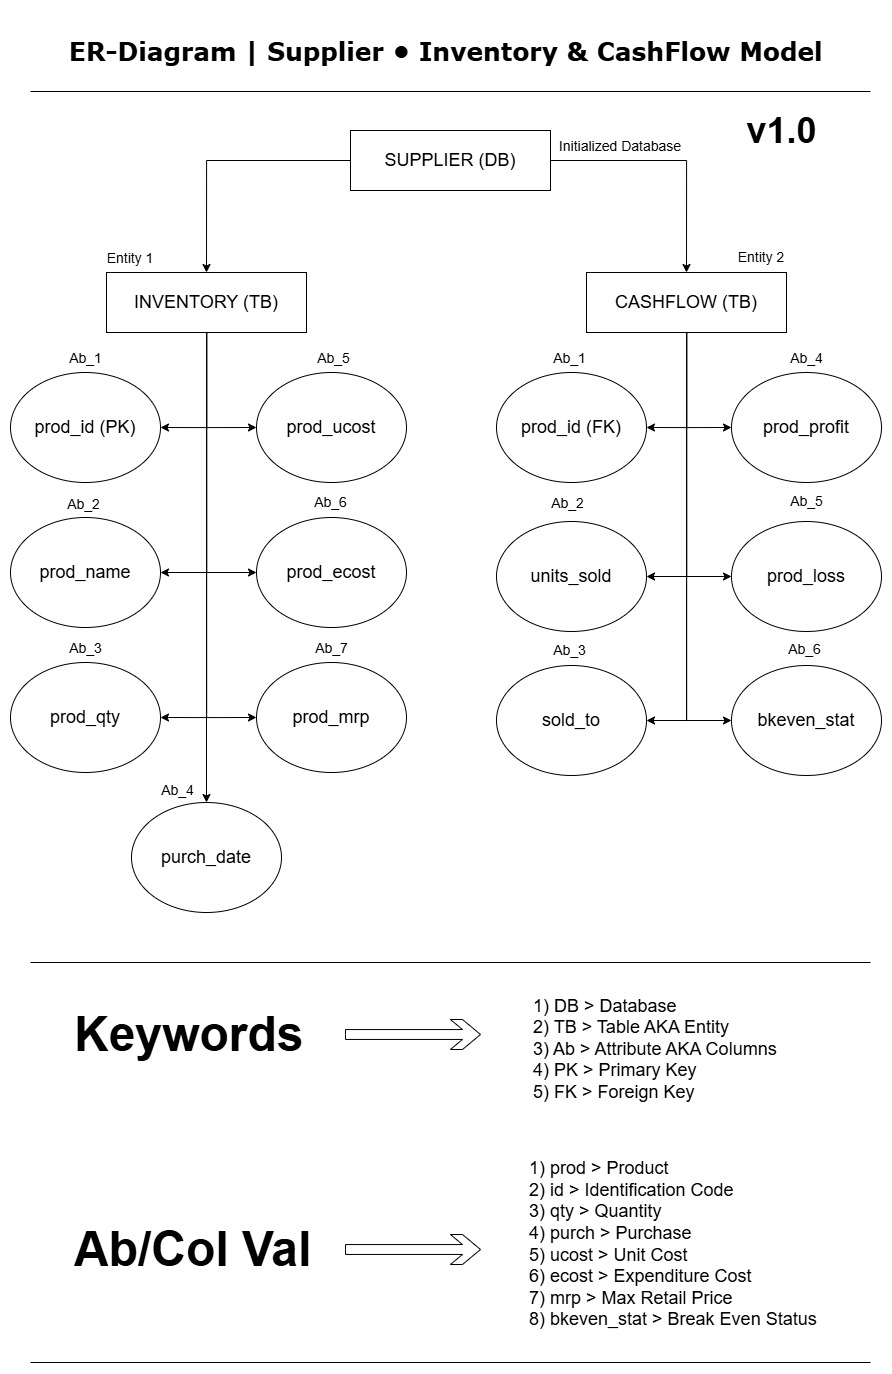 ER-Diagram | Supplier • Inventory & CashFlow Model
v1.0
SUPPLIER (DB)
Initialized Database
Entity 1
INVENTORY (TB)
Entity 2
CASHFLOW (TB)
Ab_1
prod_id (PK)
Ab_5
prod_ucost
Ab_2
prod_name
Ab_6
prod_ecost
Ab_3
prod_qty
Ab_7
prod_mrp
Ab_4
purch_date
Ab_1
prod_id (FK)
Ab_4
prod_profit
Ab_2
units_sold
Ab_5
prod_loss
Ab_3
sold_to
Ab_6
bkeven_stat
Keywords
1) DB > Database
2) TB > Table AKA Entity
3) Ab > Attribute AKA Columns
4) PK > Primary Key
5) FK > Foreign Key
Ab/Col Val
1) prod > Product
2) id > Identification Code
3) qty > Quantity
4) purch > Purchase
5) ucost > Unit Cost
6) ecost > Expenditure Cost
7) mrp > Max Retail Price
8) bkeven_stat > Break Even Status